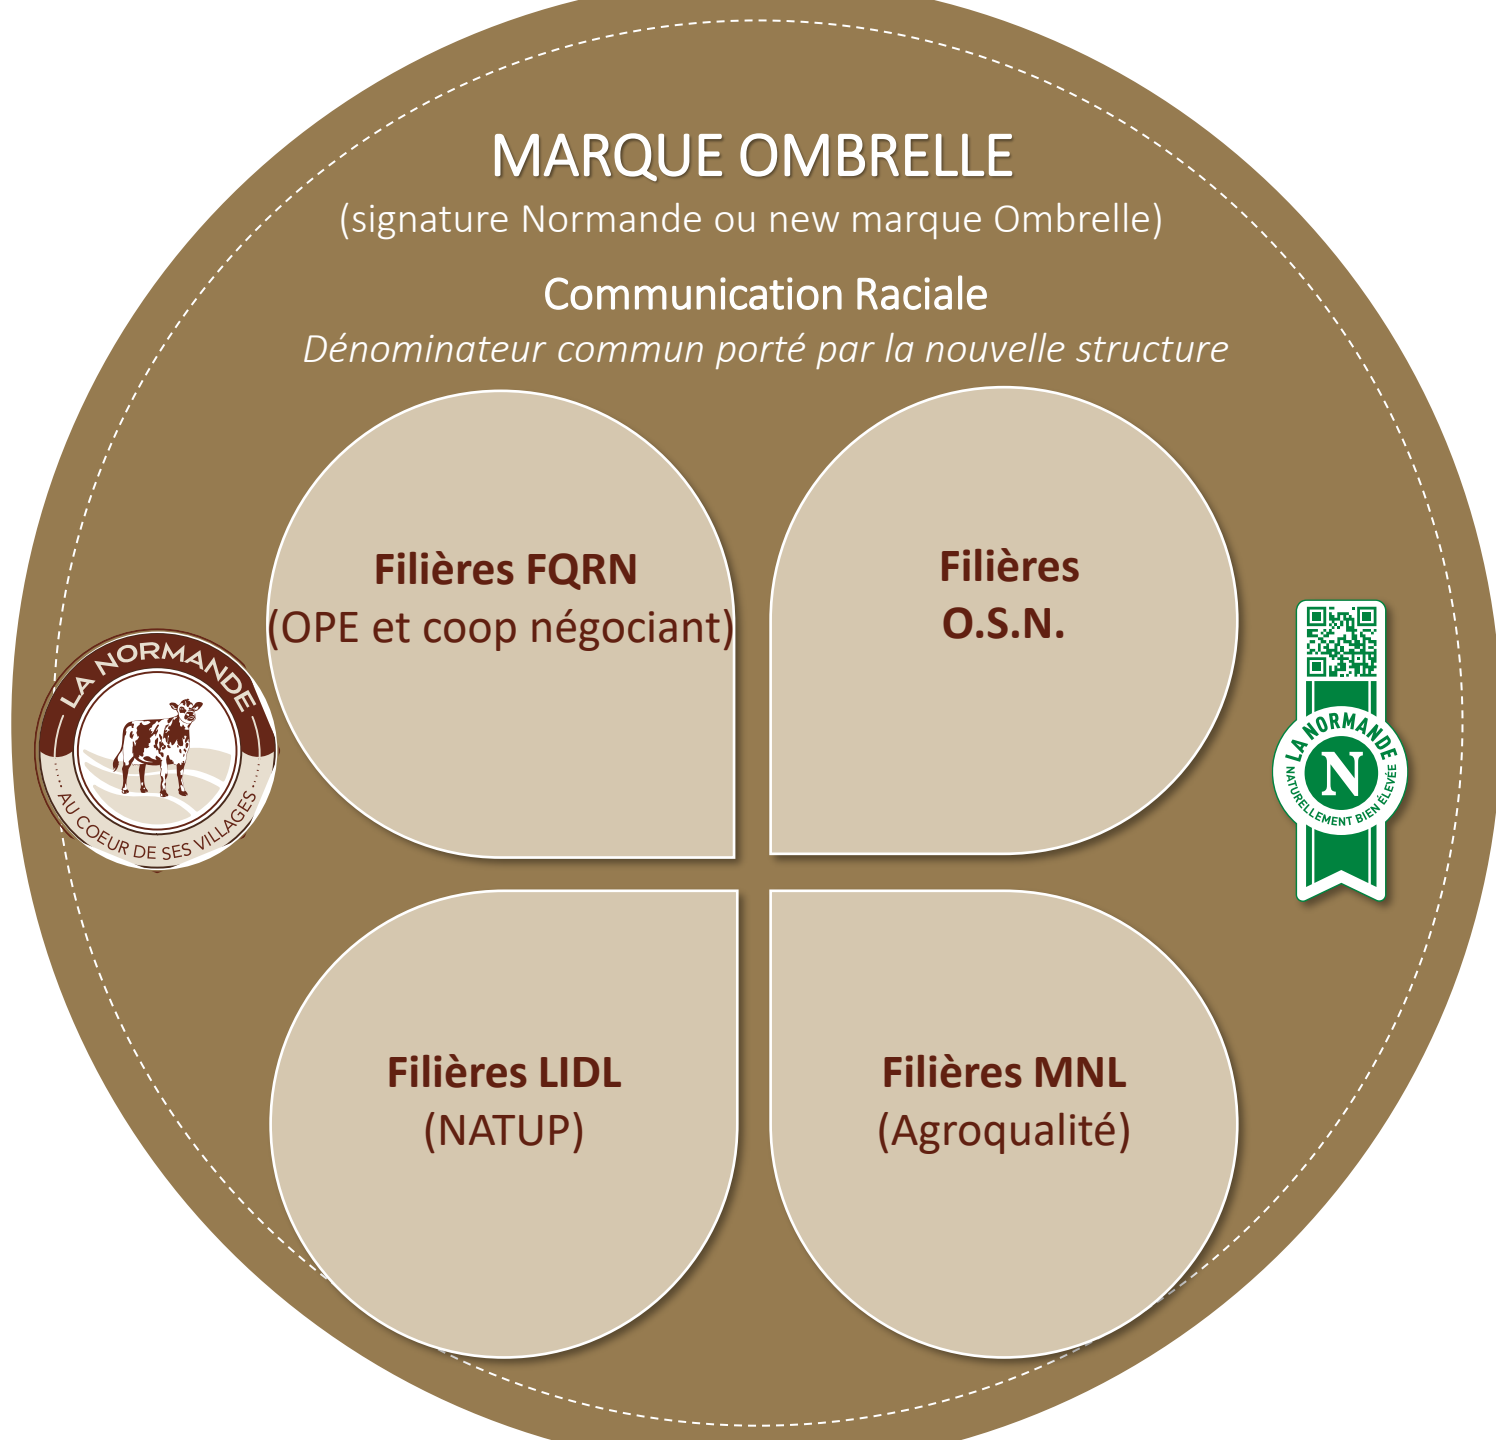 MARQUE OMBRELLE
(signature Normande ou new marque Ombrelle)
Communication Raciale
Dénominateur commun porté par la nouvelle structure
Filières FQRN
(OPE et coop négociant)
Filières
O.S.N.
LA NORMANDE
AU COEUR DE SES VILLAGES
LA NORMANDE
N
NATURELLEMENT BIEN ÉLEVÉE
Filières LIDL
(NATUP)
Filières MNL
(Agroqualité)